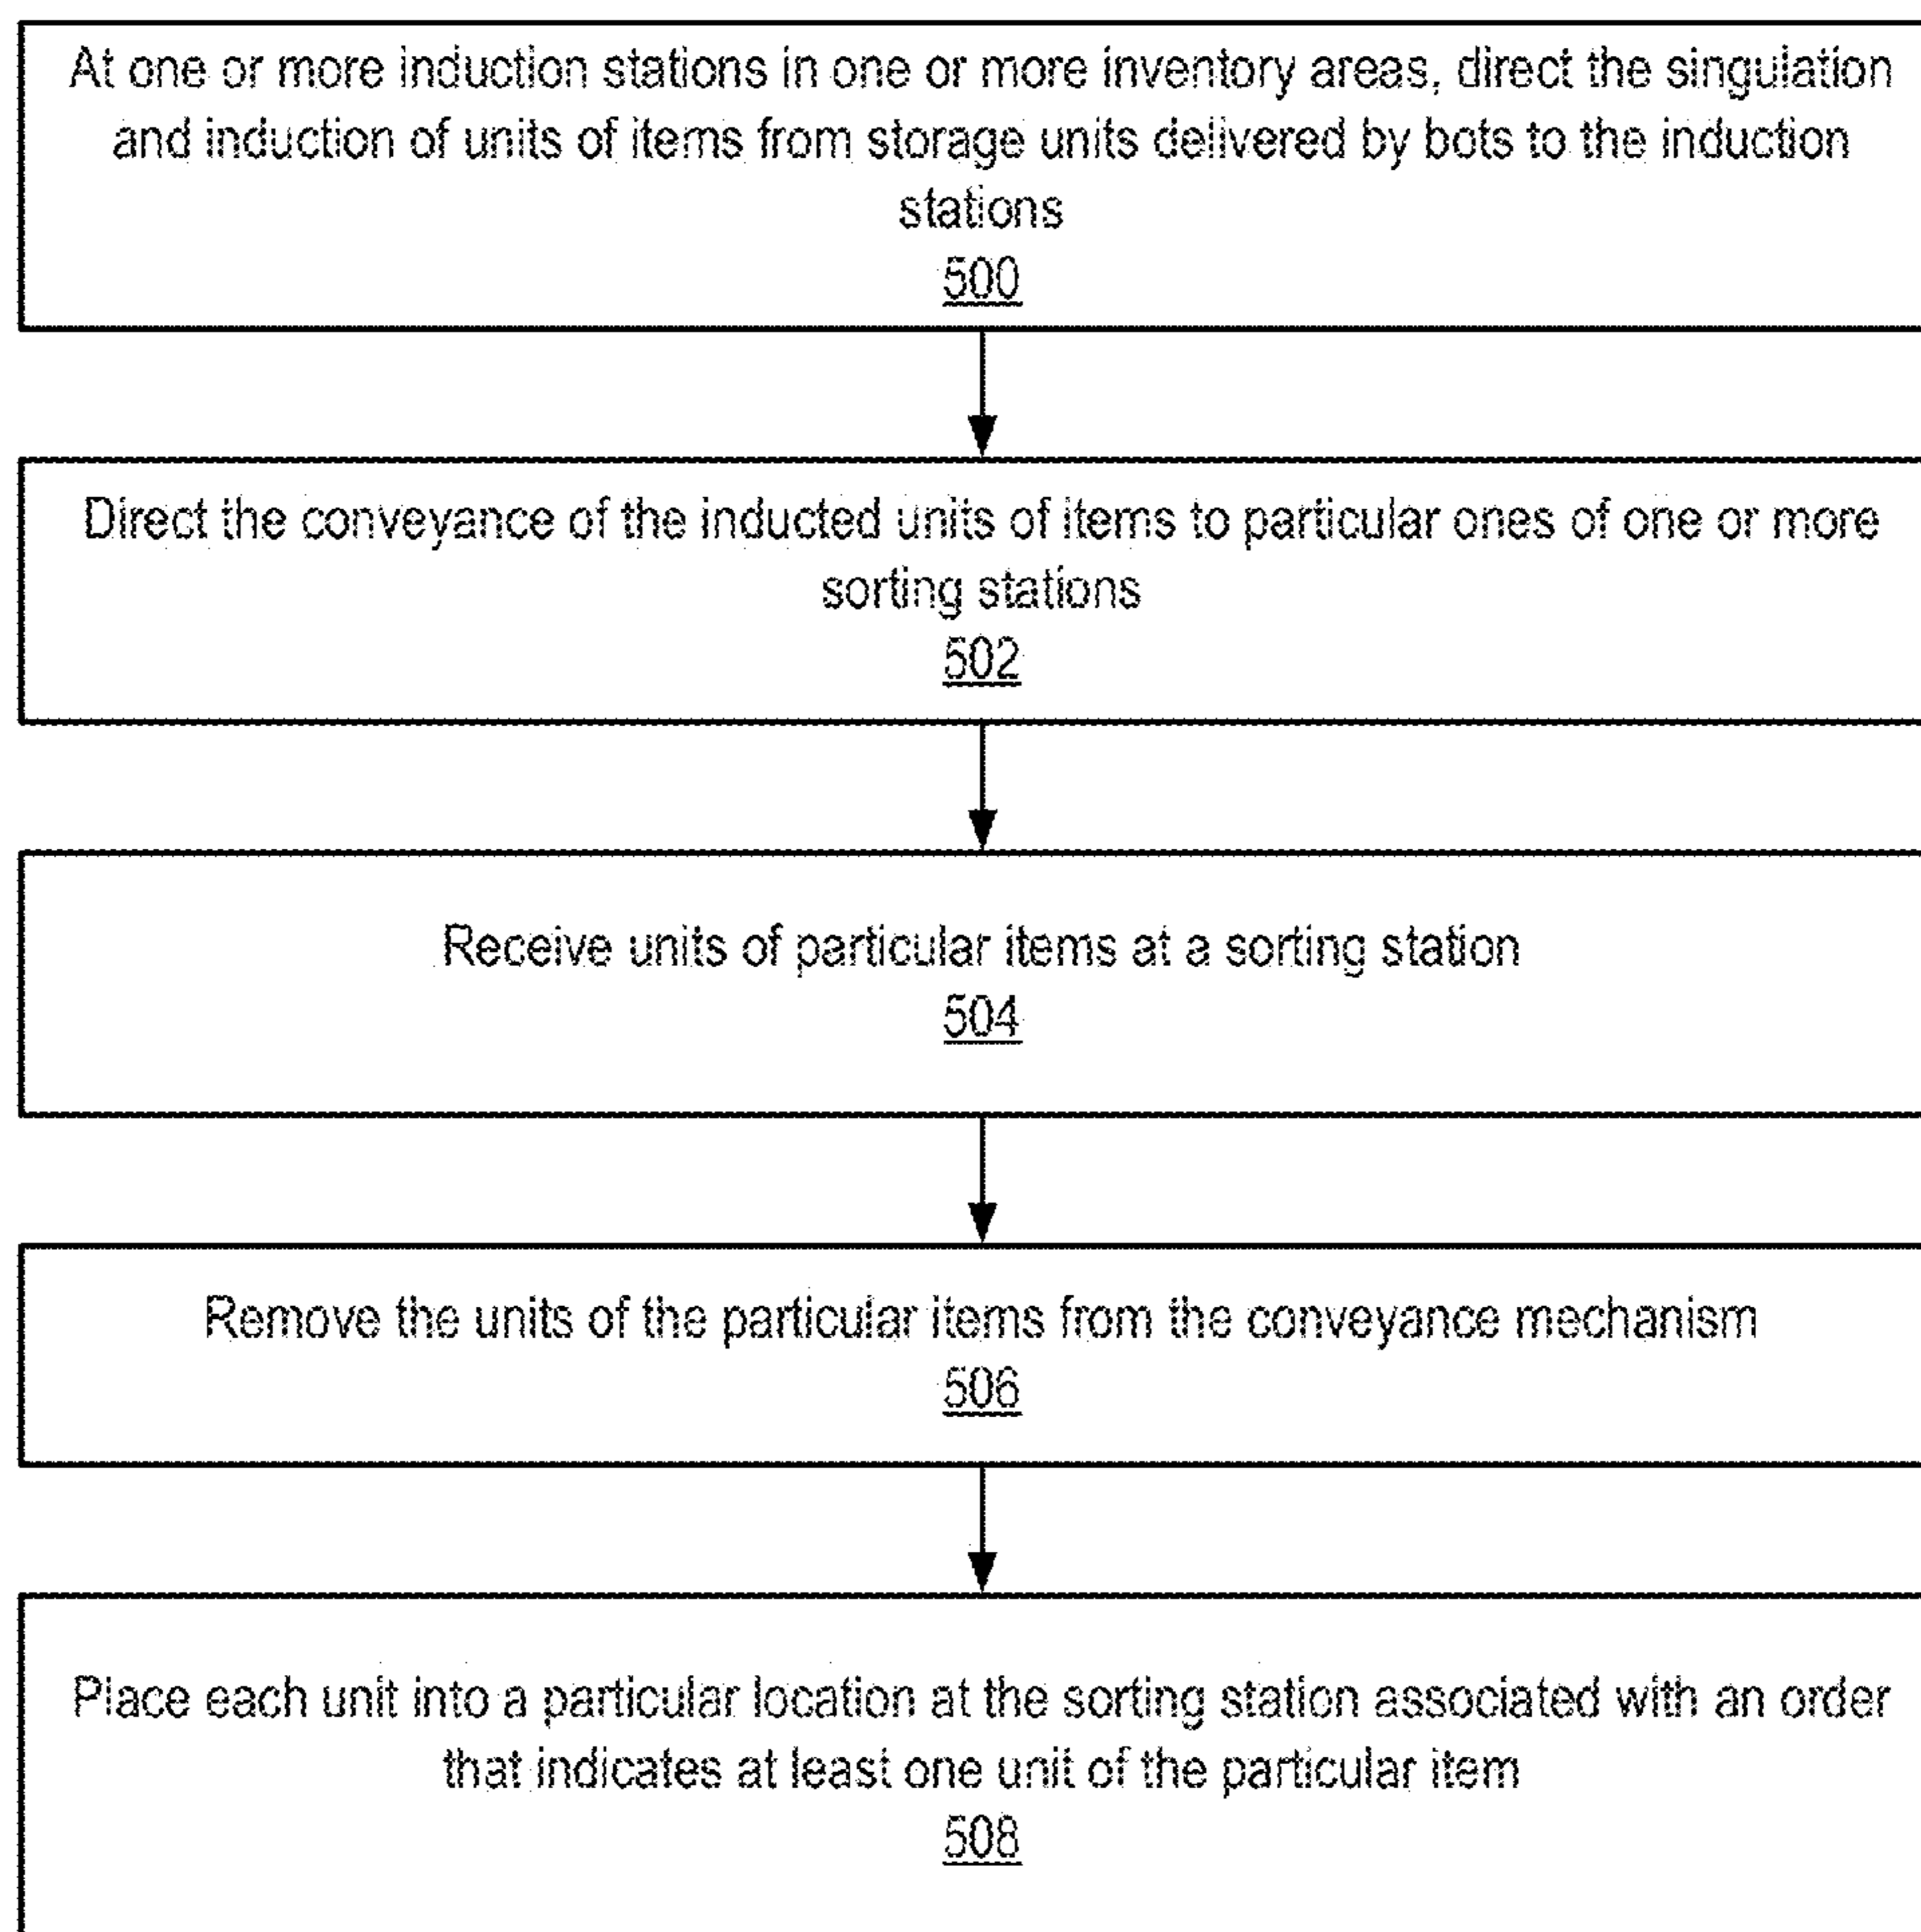 At one or more induction stations in one or more inventory areas, direct the singulation
and induction of units of items from storage units delivered by bots to the induction
stations
500
Direct the conveyance of the inducted units of items to particular ones of one or more
sorting stations
502
Receive units of particular items at a sorting station
504
Remove the units of the particular items from the conveyance mechanism
506
Place each unit into a particular location at the sorting station associated with an order
that indicates at least one unit of the particular item
508